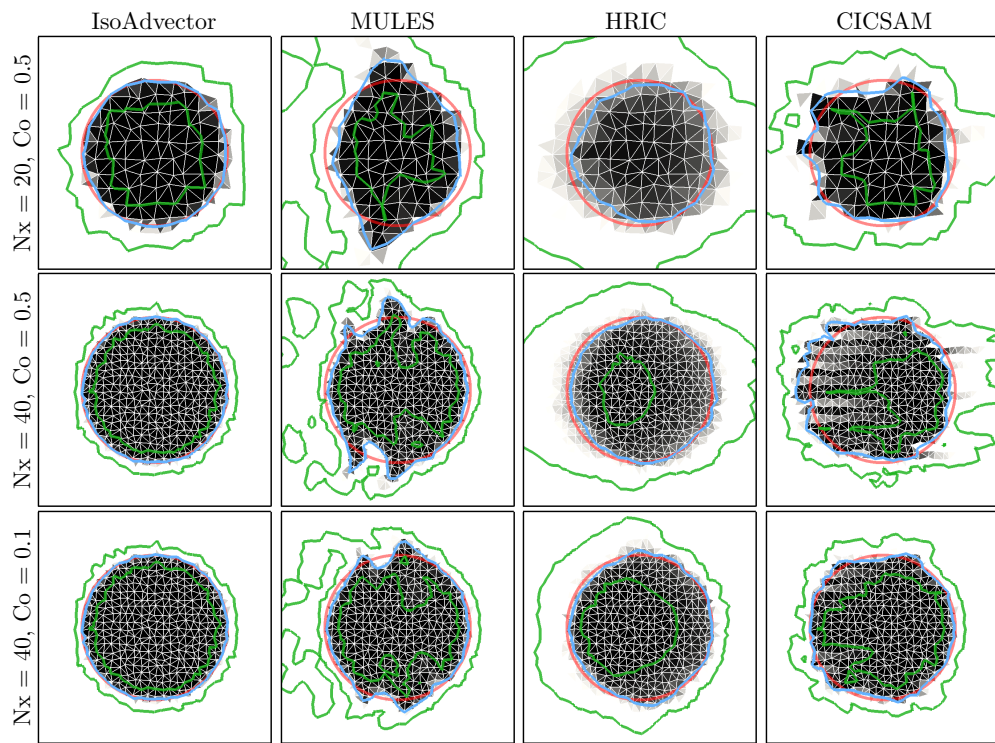 IsoAdvector MULES HRIC CICSAM
Nx = 20, Co = 0.5
Nx = 40, Co = 0.5
Nx = 40, Co = 0.1